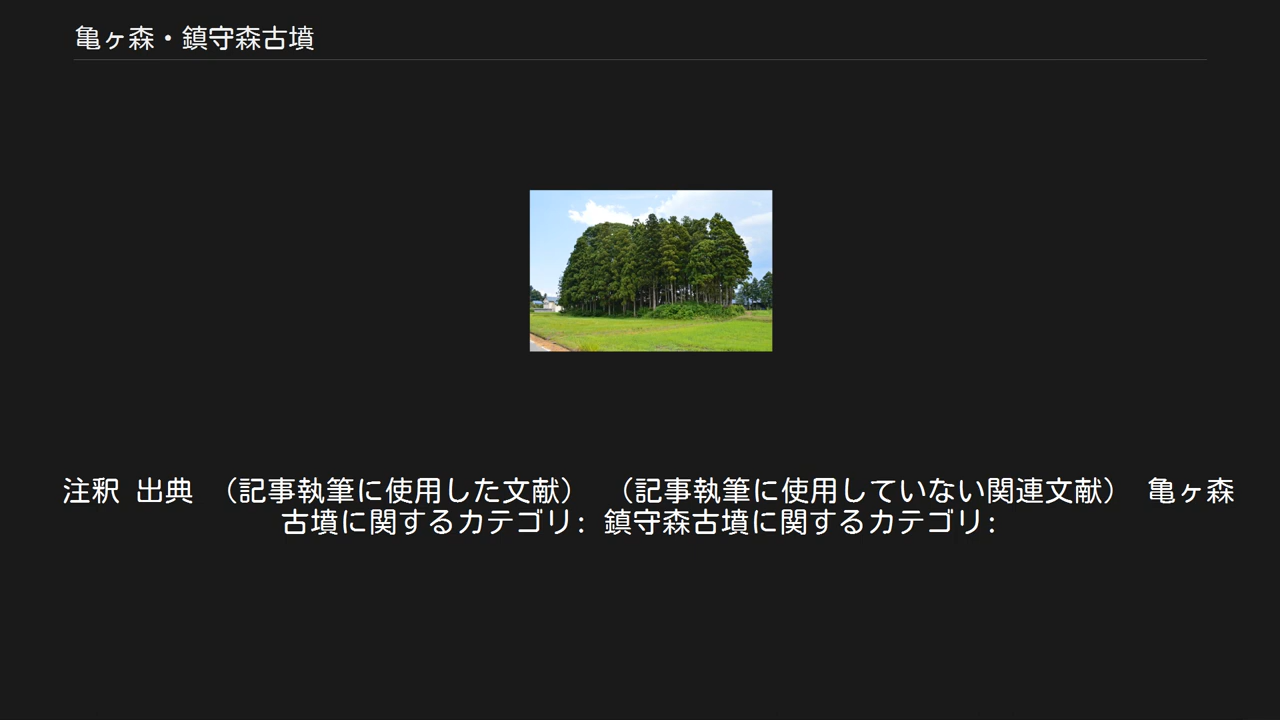 亀ヶ森・鎮守森古墳
注釈 出典 （記事執筆に使用した文献） （記事執筆に使用していない関連文献） 亀ヶ森
古墳に関するカテゴリ: 鎮守森古墳に関するカテゴリ: